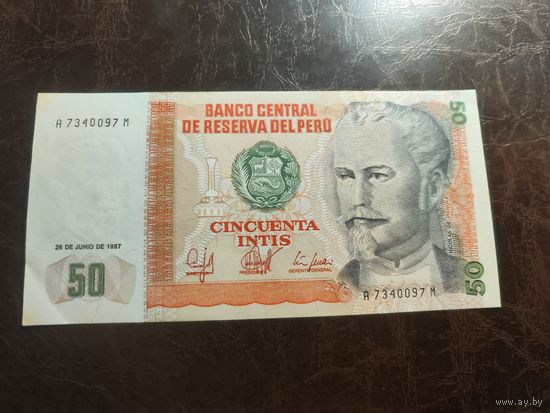 BANCO CENTRAL
DE RESERVA DEL PERÚ
A 7340097 M
CINCUENTA
INTIS
26 DE JUNIO DE 1987
50
PRESIDENTE
GERENTE GENERAL
50
50
A 7340097 M
www.ay.by